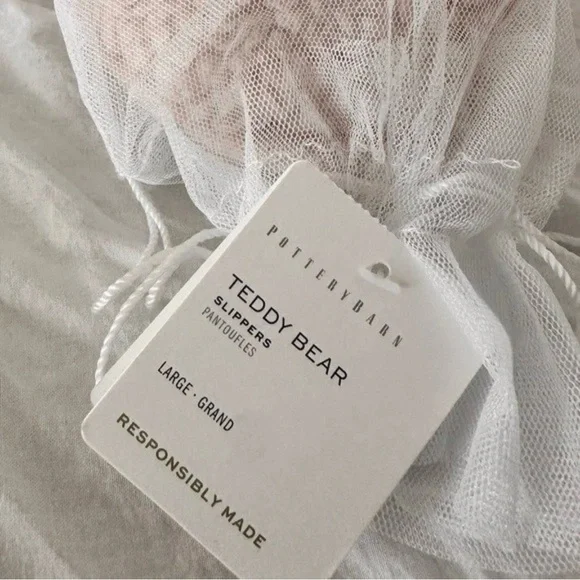 POTTERYBARN
TEDDY BEAR
SLIPPERS
PANTOUFLES
LARGE · GRAND
RESPONSIBLY MADE